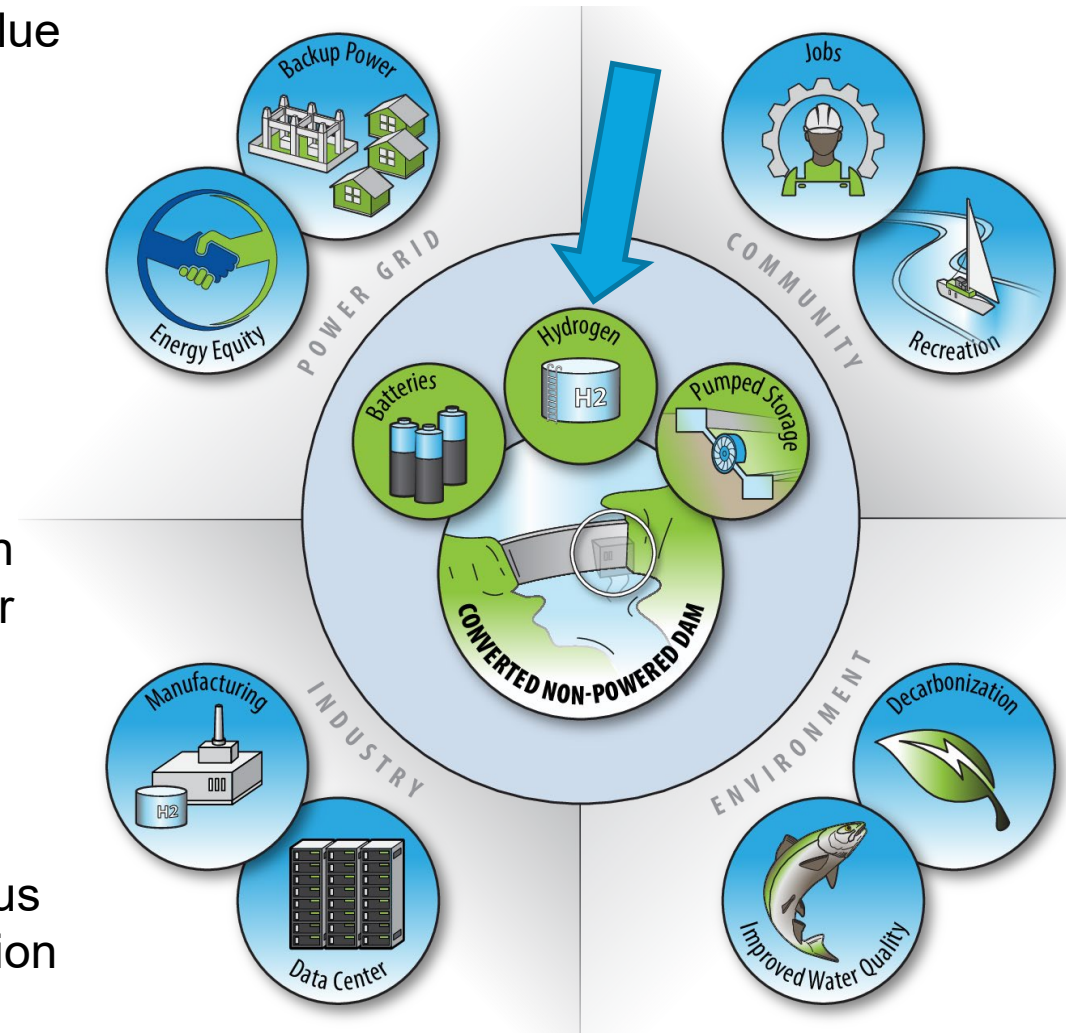 lue
n
r
us
ion
Backup Power
Energy Equity
POWER GRID
Jobs
Recreation
COMMUNITY
Hydrogen
H2
Batteries
Pumped Storage
CONVERTED NON-POWERED DAM
Manufacturing
H2
Data Center
INDUSTRY
Decarbonization
Improved Water Quality
ENVIRONMENT